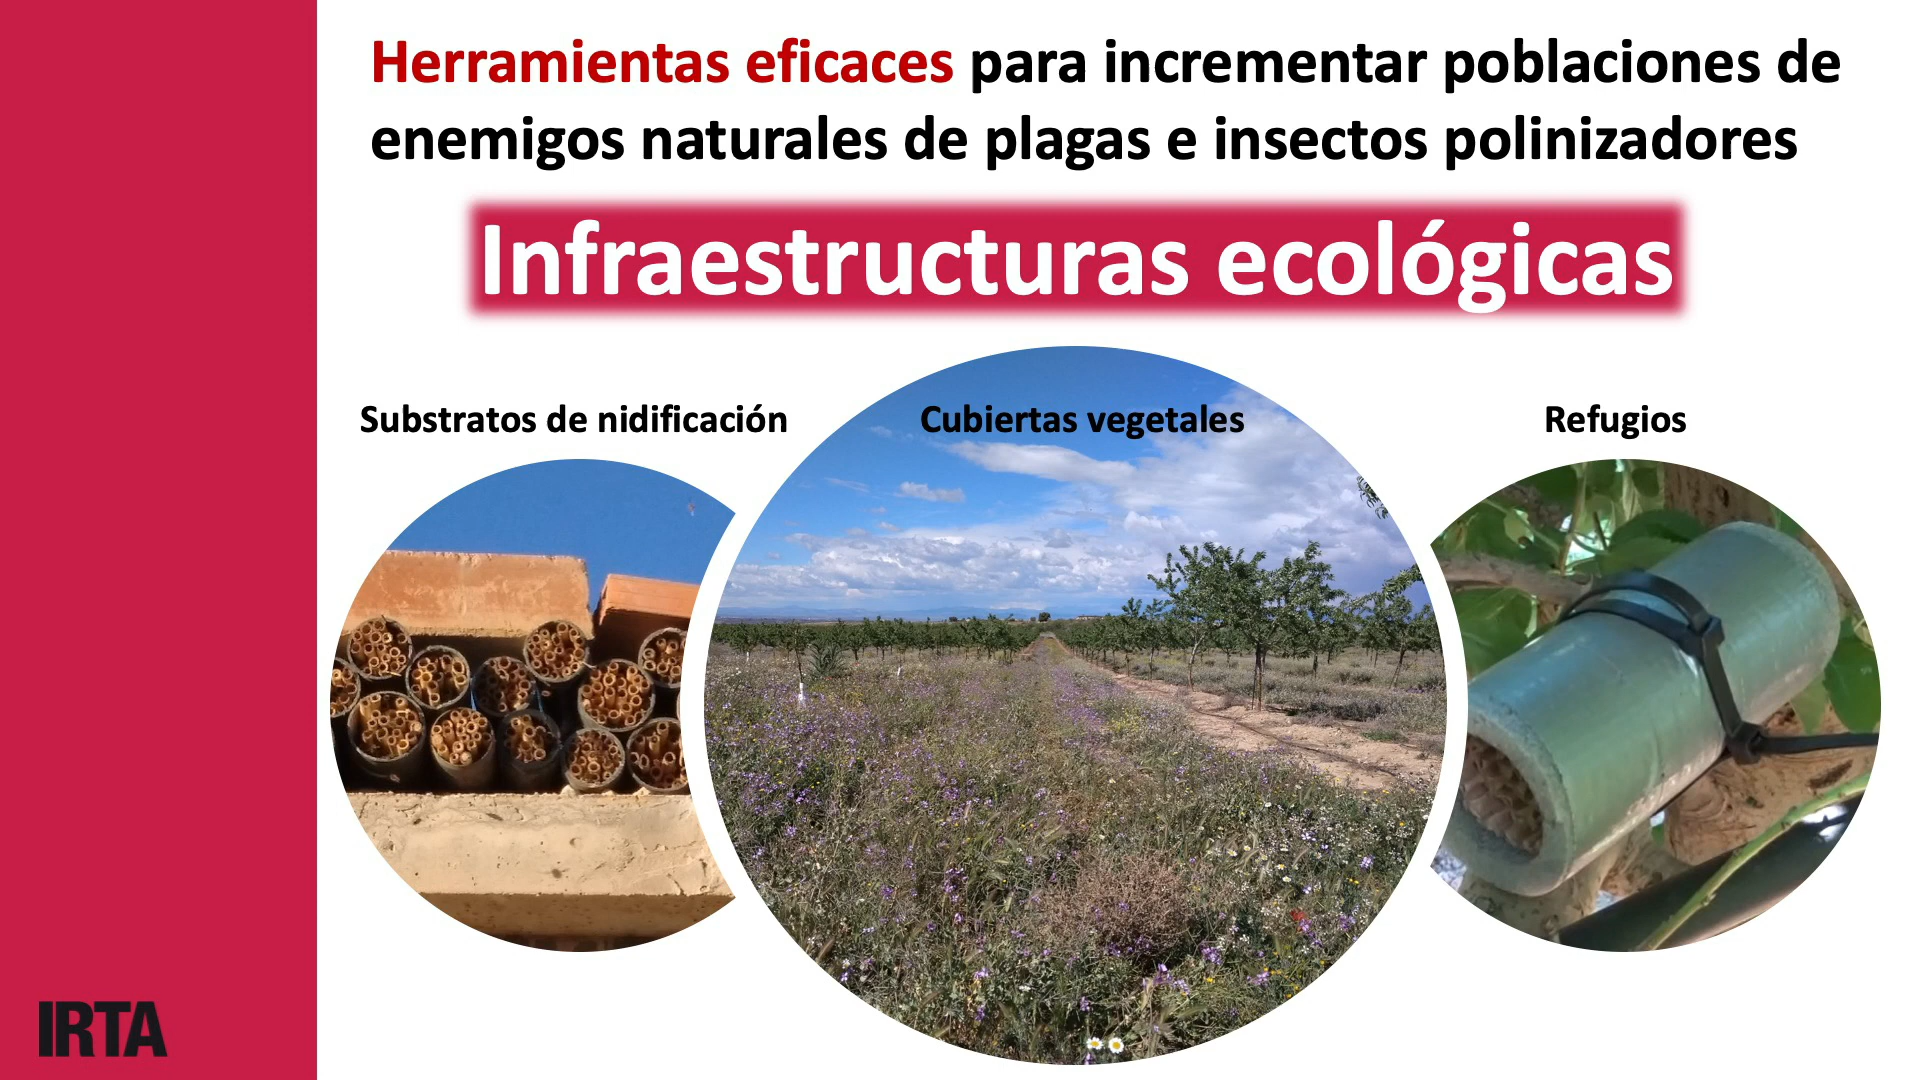 Herramientas eficaces para incrementar poblaciones de
enemigos naturales de plagas e insectos polinizadores
Infraestructuras ecológicas
Substratos de nidificación
Cubiertas vegetales
Refugios
IRTA